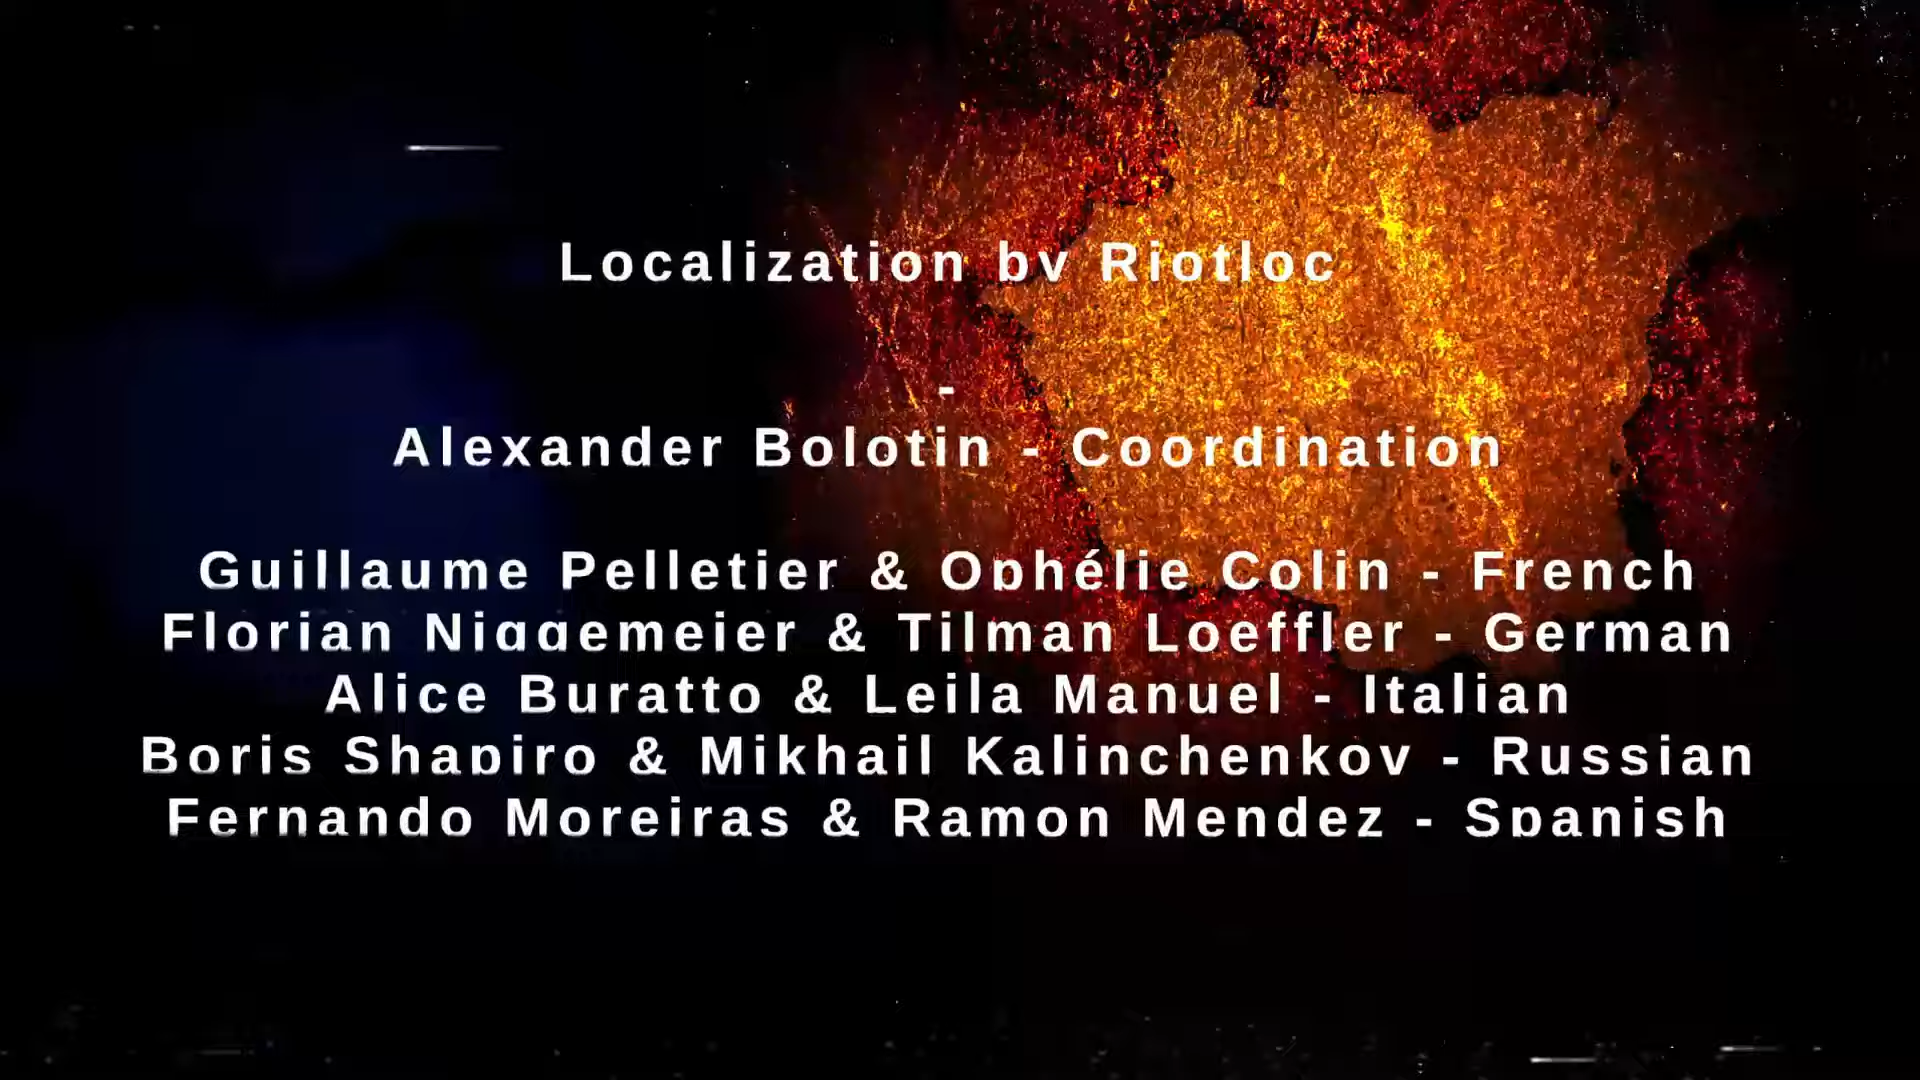 Localization by Riotloc
-
Alexander Bolotin - Coordination
Guillaume Pelletier & Ophélie Colin - French
Florian Niggemeier & Tilman Loeffler - German
Alice Buratto & Leila Manuel - Italian
Boris Shapiro & Mikhail Kalinchenkov - Russian
Fernando Moreiras & Ramon Mendez - Spanish